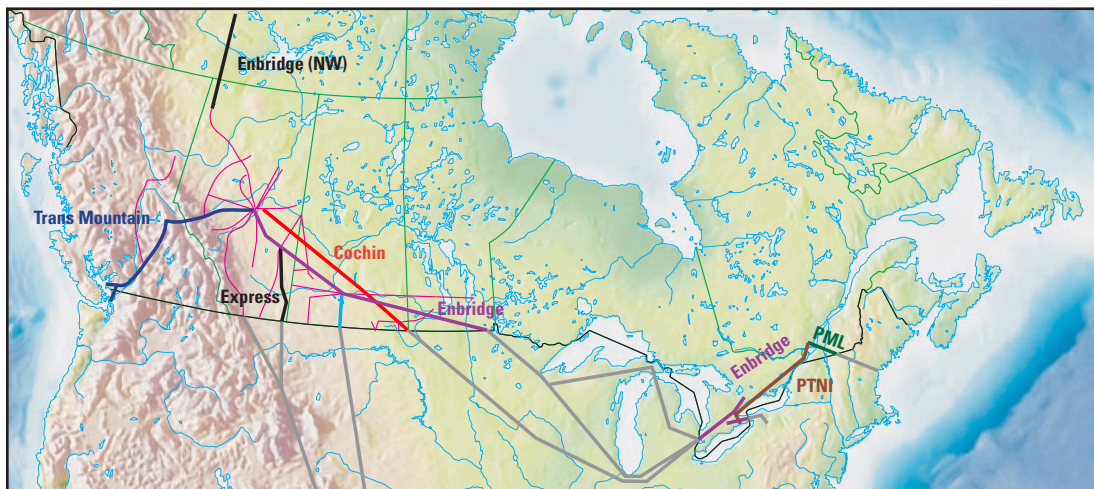 Enbridge (NW)
Trans Mountain
Cochin
Express
Enbridge
Enbridge
PML
PTNI